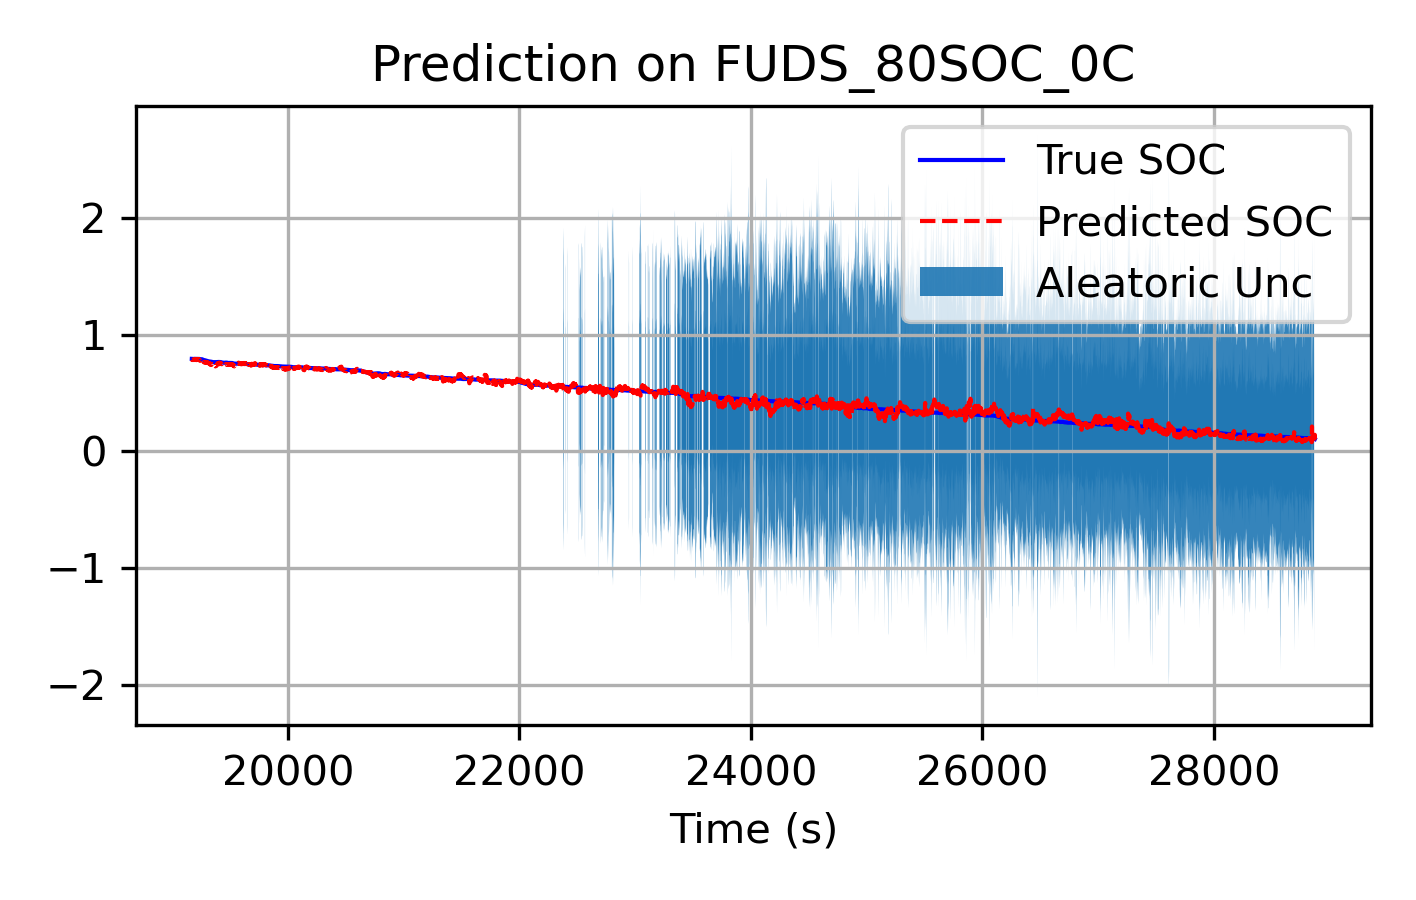 Prediction on FUDS_80SOC_0C
True SOC
Predicted SOC
Aleatoric Unc
2
1
0
−1
−2
20000 22000 24000 26000 28000
Time (s)